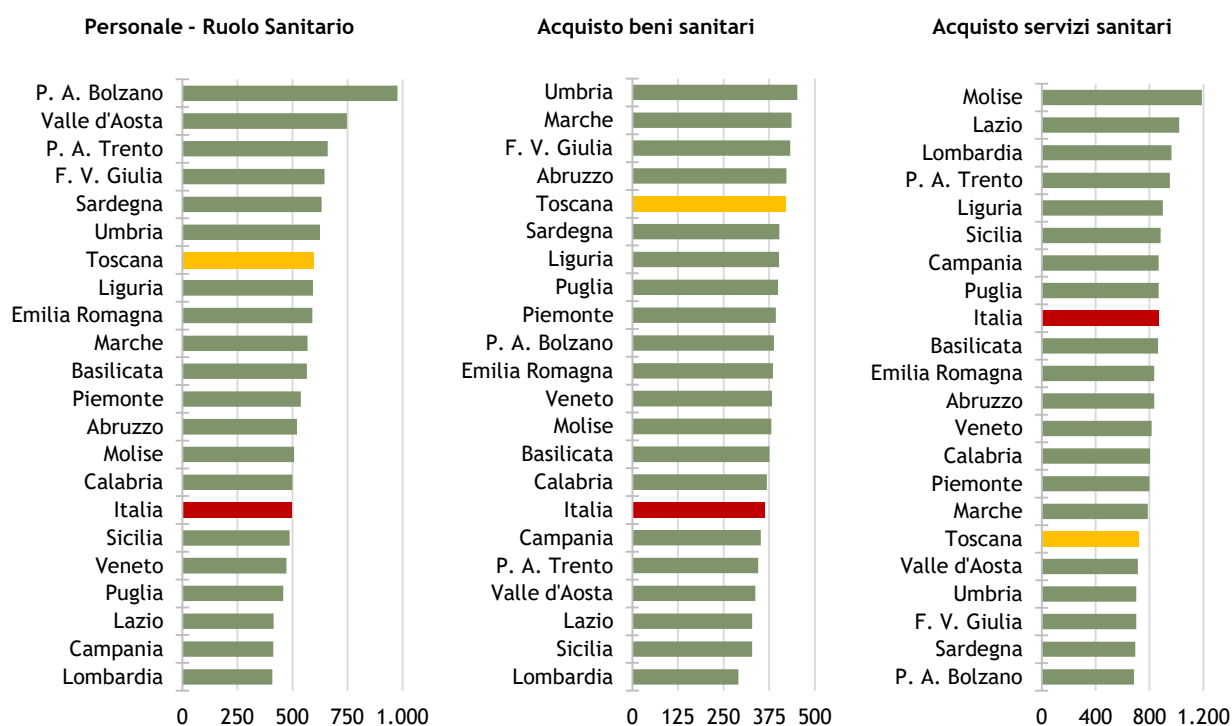 Personale - Ruolo Sanitario
P. A. Bolzano
Valle d'Aosta
P. A. Trento
F. V. Giulia
Sardegna
Umbria
Toscana
Liguria
Emilia Romagna
Marche
Basilicata
Piemonte
Abruzzo
Molise
Calabria
Italia
Sicilia
Veneto
Puglia
Lazio
Campania
Lombardia
0 250 500 750 1.000
Acquisto beni sanitari
Umbria
Marche
F. V. Giulia
Abruzzo
Toscana
Sardegna
Liguria
Puglia
Piemonte
P. A. Bolzano
Emilia Romagna
Veneto
Molise
Basilicata
Calabria
Italia
Campania
P. A. Trento
Valle d'Aosta
Lazio
Sicilia
Lombardia
0 125 250 375 500
Acquisto servizi sanitari
Molise
Lazio
Lombardia
P. A. Trento
Liguria
Sicilia
Campania
Puglia
Italia
Basilicata
Emilia Romagna
Abruzzo
Veneto
Calabria
Piemonte
Marche
Toscana
Valle d'Aosta
Umbria
F. V. Giulia
Sardegna
P. A. Bolzano
0 400 800 1.200